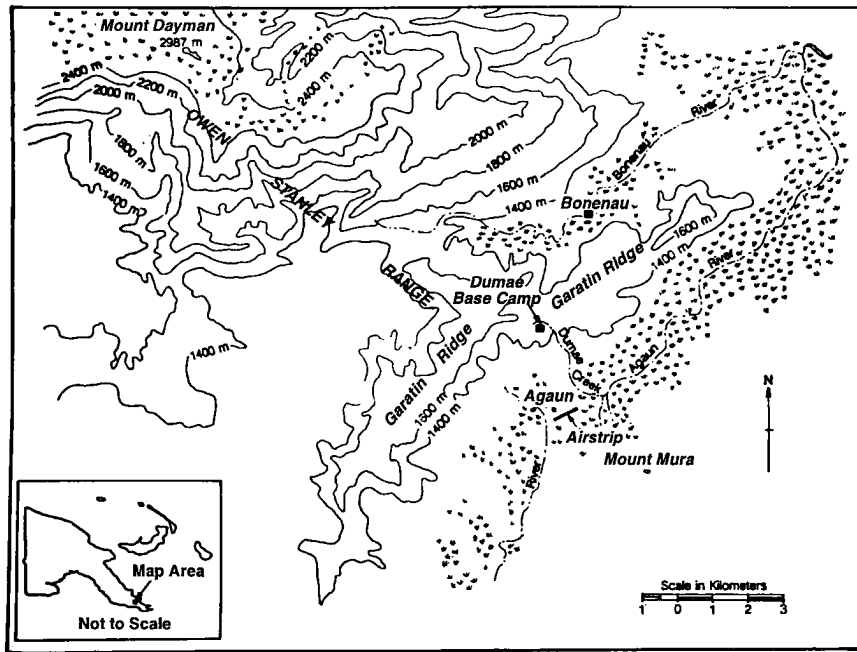 Mount Dayman
2987 m
2200 m
2400 m
2400 m
2200 m
2000 m
OWEN
1800 m
1600 m
1400 m
2000 m
1800 m
1600 m
1400 m
STANLEY
RANGE
Bonenau
River
Bonenau
1600 m
1400 m
Garatin Ridge
River
Agaun
Dumae
Base Camp
Dumae
Creek
Garatin
Ridge
1400 m
1600 m
1400 m
Agaun
Airstrip
Mount Mura
River
N
Map Area
Not to Scale
Scale in Kilometers
1 0 1 2 3